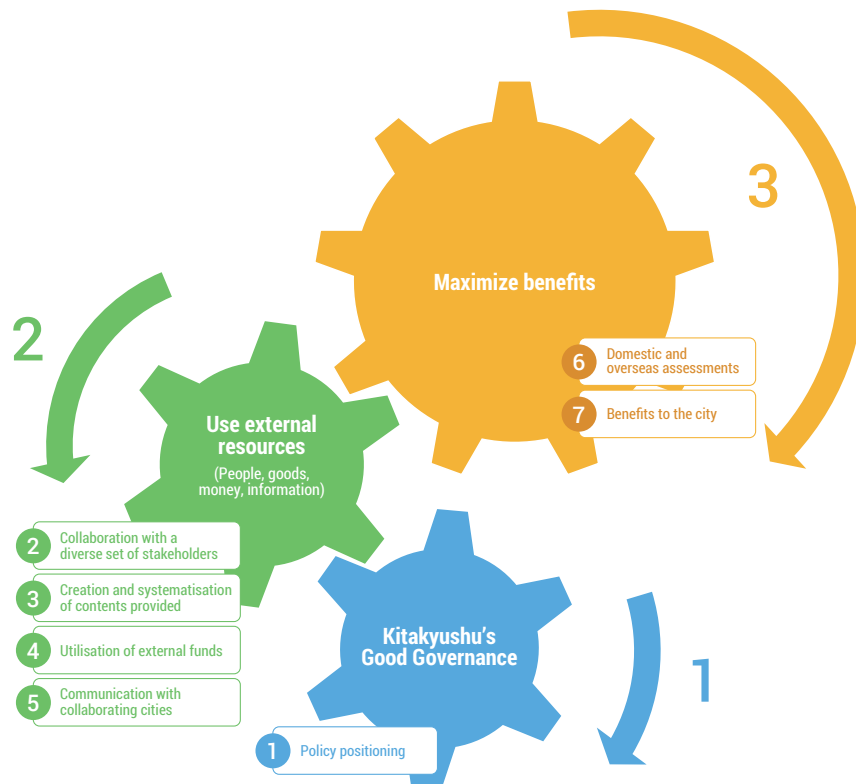 3
Maximize benefits
6
Domestic and
overseas assessments
7
Benefits to the city
2
Use external
resources
(People, goods,
money, information)
2
Collaboration with a
diverse set of stakeholders
3
Creation and systematisation
of contents provided
4
Utilisation of external funds
5
Communication with
collaborating cities
Kitakyushu's
Good Governance
1
1
Policy positioning